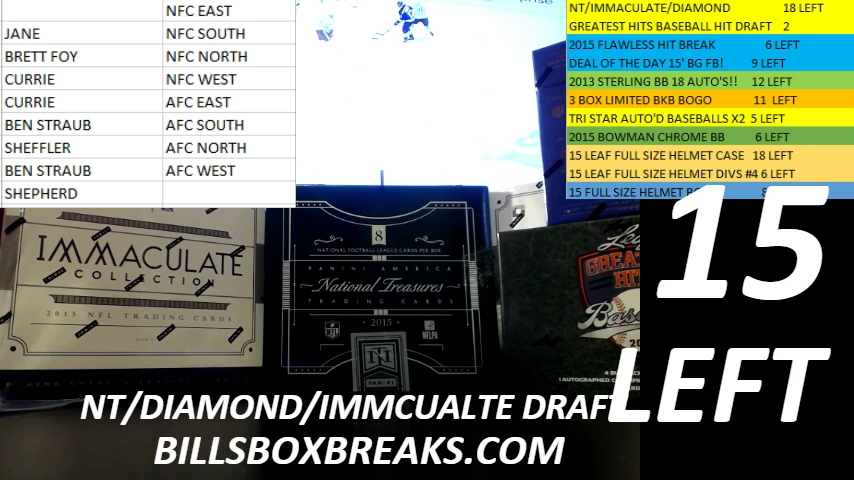 NFC EAST
JANE NFC SOUTH
BRETT FOY NFC NORTH
CURRIE NFC WEST
CURRIE AFC EAST
BEN STRAUB AFC SOUTH
SHEFFLER AFC NORTH
BEN STRAUB AFC WEST
SHEPHERD
NT/IMMACULATE/DIAMOND 18 LEFT
GREATEST HITS BASEBALL HIT DRAFT 2
2015 FLAWLESS HIT BREAK 6 LEFT
DEAL OF THE DAY 15' BG FB! 9 LEFT
2013 STERLING BB 18 AUTO'S!! 12 LEFT
3 BOX LIMITED BKB BOGO 11 LEFT
TRI STAR AUTO'D BASEBALLS X2 5 LEFT
2015 BOWMAN CHROME BB 6 LEFT
15 LEAF FULL SIZE HELMET CASE 18 LEFT
15 LEAF FULL SIZE HELMET DIVS #4 6 LEFT
15 FULL SIZE HELMET
15
LEFT
IMMACULATE
COLLECTION
2015 NFL TRADING CARDS
8
NATIONAL FOOTBALL LEAGUE CARDS PER BOX
PANINI AMERICA
National Treasures
TRADING CARDS
2015
NFL
NFLPA
NT
PANINI
Leaf
GREATEST
HITS
Baseball
NT/DIAMOND/IMMCUALTE DRAFT
BILLSBOXBREAKS.COM